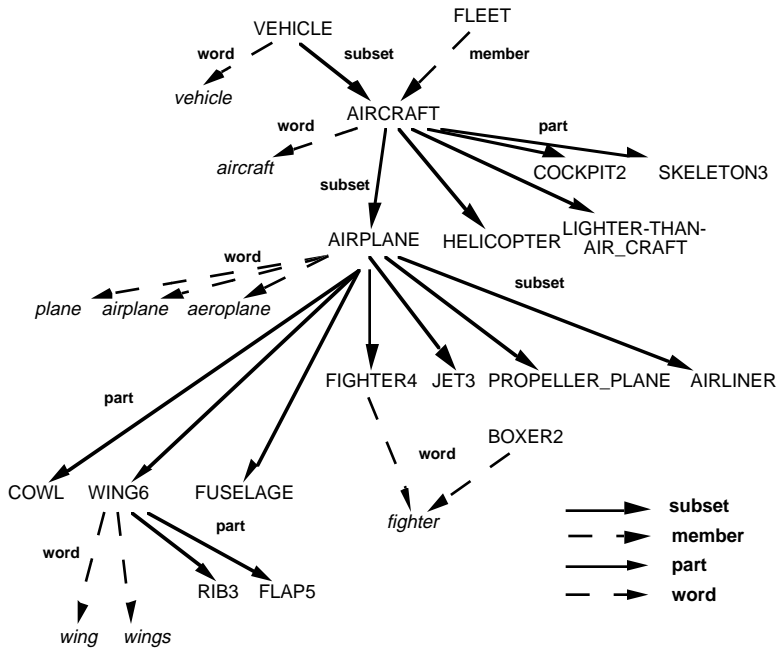 FLEET
VEHICLE
word
subset
member
vehicle
AIRCRAFT
word
part
aircraft
COCKPIT2
SKELETON3
subset
LIGHTER-THAN-
AIR_CRAFT
AIRPLANE
HELICOPTER
word
subset
plane
airplane
aeroplane
FIGHTER4
JET3
PROPELLER_PLANE
AIRLINER
part
BOXER2
word
COWL
WING6
FUSELAGE
fighter
subset
part
member
word
part
RIB3
FLAP5
word
wing
wings